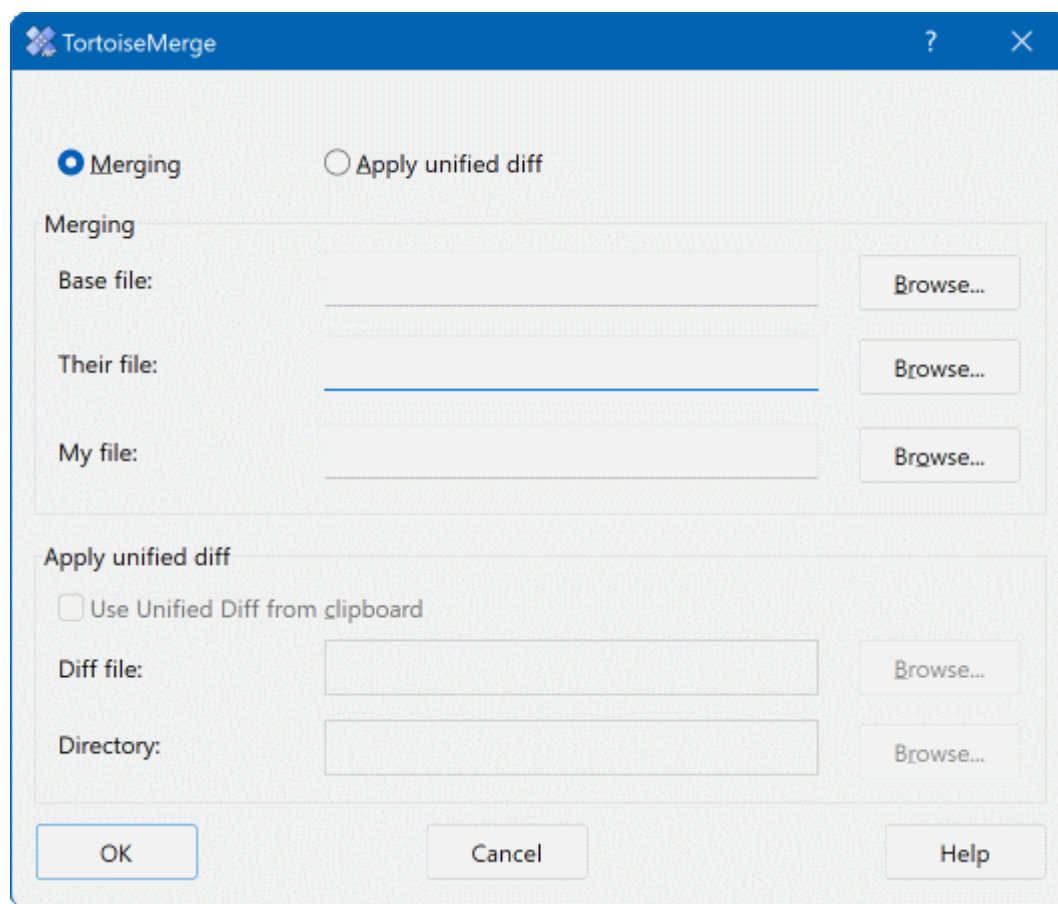 TortoiseMerge ?
Merging Apply unified diff
Merging
Base file: Browse...
Their file: Browse...
My file: Browse...
Apply unified diff
Use Unified Diff from clipboard
Diff file: Browse...
Directory: Browse...
OK Cancel Help